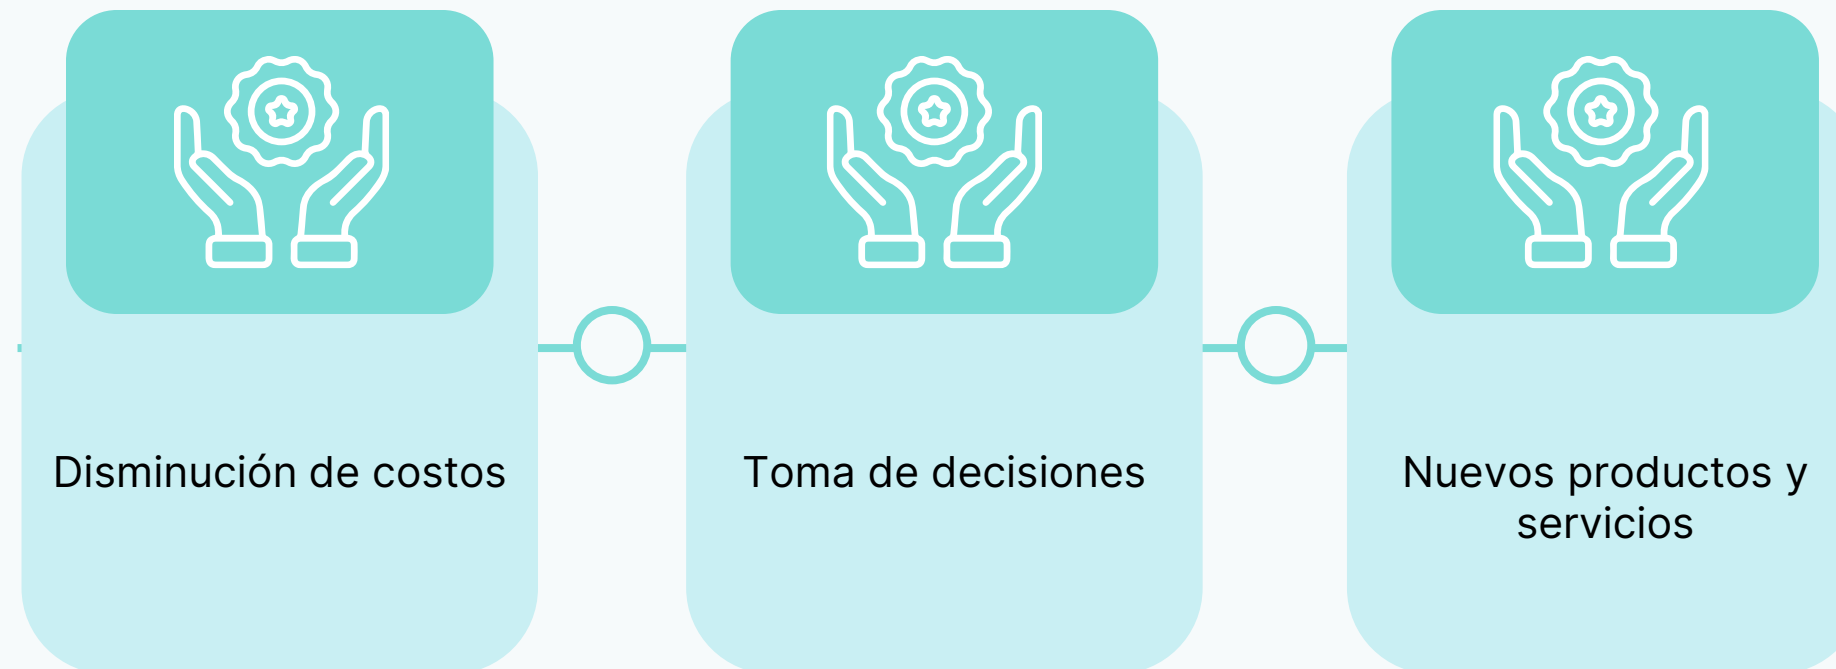 Disminución de costos
Toma de decisiones
Nuevos productos y
servicios